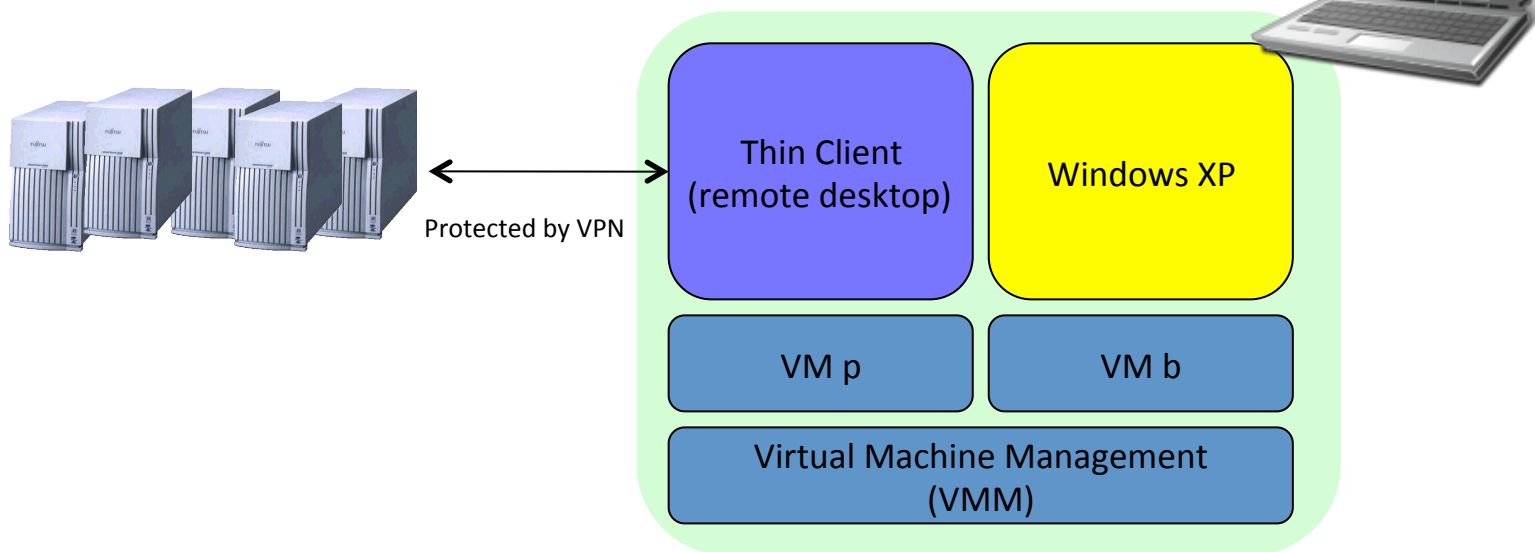 Thin Client
(remote desktop)
Windows XP
Protected by VPN
VM p
VM b
Virtual Machine Management
(VMM)